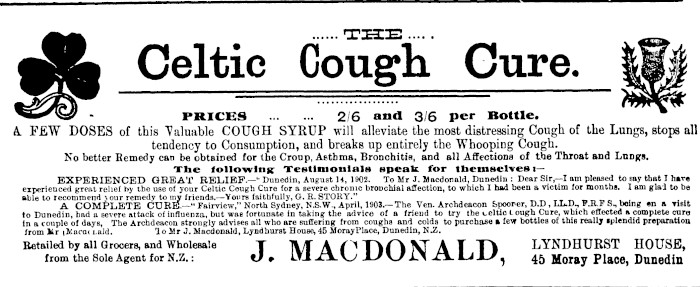 ...... THE ......
Celtic Cough Cure.
PRICES ... ... 2/6 and 3/6 per Bottle.
A FEW DOSES of this Valuable COUGH SYRUP will alleviate the most distressing Cough of the Lungs, stops all
tendency to Consumption, and breaks up entirely the Whooping Cough.
No better Remedy can be obtained for the Croup, Asthma, Bronchitis, and all Affections of the Throat and Lungs.
The following Testimonials speak for themselves:—
EXPERIENCED GREAT RELIEF.—"Dunedin, August 14, 1902. To Mr J. Macdonald, Dunedin: Dear Sir,—I am pleased to say that I have
experienced great relief by the use of your Celtic Cough Cure for a severe chronic bronchial affection, to which I had been a victim for months. I am glad to be
able to recommend your remedy to my friends.—Yours faithfully, G. R. STORY."
A COMPLETE CURE.—"Fairview," North Sydney, N.S.W., April, 1903.—The Ven. Archdeacon Spooner, D.D., LL.D., F.R.F.S., being on a visit
to Dunedin, had a severe attack of influenza, but was fortunate in taking the advice of a friend to try the Celtic Cough Cure, which effected a complete cure
in a couple of days. The Archdeacon strongly advises all who are suffering from coughs and colds to purchase a few bottles of this really splendid preparation
from Mr Macdonald. To Mr J. Macdonald, Lyndhurst House, 45 Moray Place, Dunedin, N.Z.
Retailed by all Grocers, and Wholesale
from the Sole Agent for N.Z.:
J. MACDONALD,
LYNDHURST HOUSE,
45 Moray Place, Dunedin